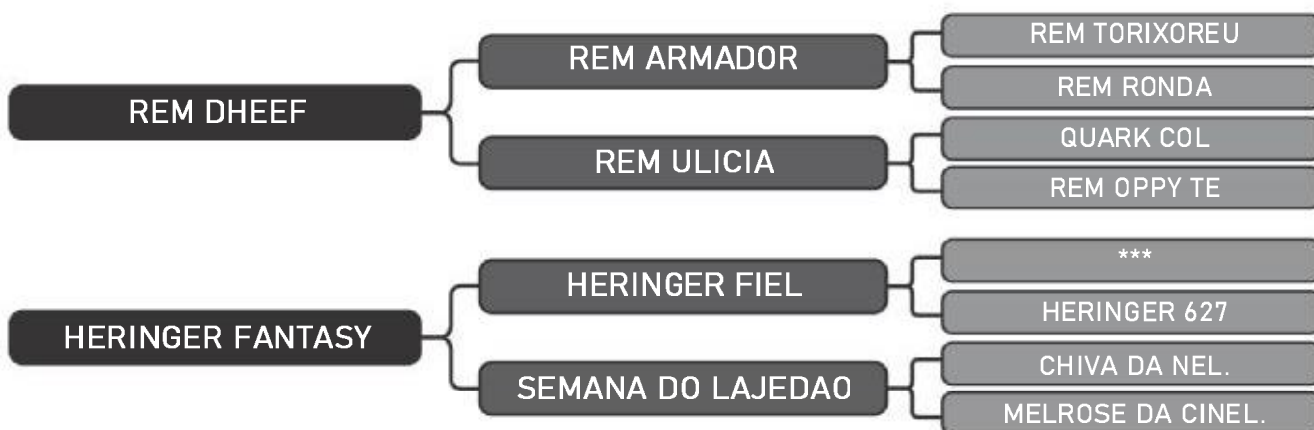 REM DHEEF
REM ARMADOR
REM TORIXOREU
REM RONDA
REM ULICIA
QUARK COL
REM OPPY TE
HERINGER FANTASY
HERINGER FIEL
***
HERINGER 627
SEMANA DO LAJEDAO
CHIVA DA NEL.
MELROSE DA CINEL.